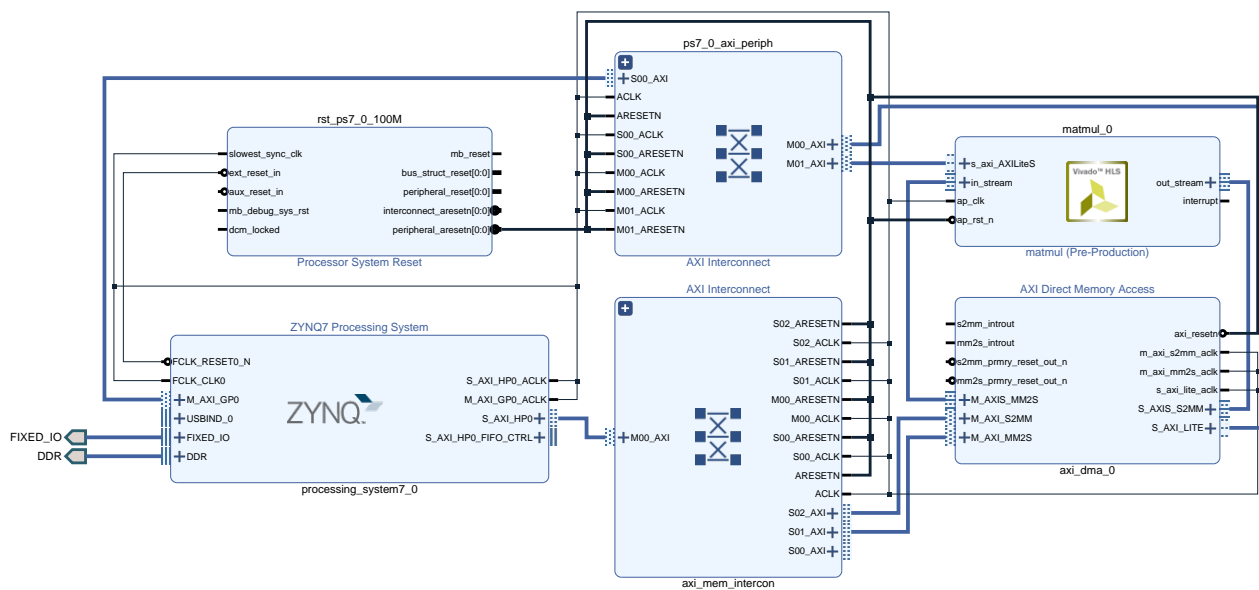 ps7_0_axi_periph
S00_AXI
ACLK
ARESETN
S00_ACLK
S00_ARESETN
M00_ACLK
M00_ARESETN
M01_ACLK
M01_ARESETN
M00_AXI
M01_AXI
AXI Interconnect
rst_ps7_0_100M
slowest_sync_clk
ext_reset_in
aux_reset_in
mb_debug_sys_rst
dcm_locked
mb_reset
bus_struct_reset[0:0]
peripheral_reset[0:0]
interconnect_aresetn[0:0]
peripheral_aresetn[0:0]
Processor System Reset
matmul_0
s_axi_AXILiteS
in_stream
ap_clk
ap_rst_n
Vivado™ HLS
out_stream
interrupt
matmul (Pre-Production)
ZYNQ7 Processing System
FCLK_RESET0_N
FCLK_CLK0
M_AXI_GP0
USBIND_0
FIXED_IO
DDR
ZYNQ
S_AXI_HP0_ACLK
M_AXI_GP0_ACLK
S_AXI_HP0
S_AXI_HP0_FIFO_CTRL
processing_system7_0
FIXED_IO
DDR
AXI Interconnect
M00_AXI
S02_ARESETN
S02_ACLK
S01_ARESETN
S01_ACLK
M00_ARESETN
M00_ACLK
S00_ARESETN
S00_ACLK
ARESETN
ACLK
S02_AXI
S01_AXI
S00_AXI
axi_mem_intercon
AXI Direct Memory Access
s2mm_introut
mm2s_introut
s2mm_prmry_reset_out_n
mm2s_prmry_reset_out_n
M_AXIS_MM2S
M_AXI_S2MM
M_AXI_MM2S
axi_resetn
m_axi_s2mm_aclk
m_axi_mm2s_aclk
s_axi_lite_aclk
S_AXIS_S2MM
S_AXI_LITE
axi_dma_0